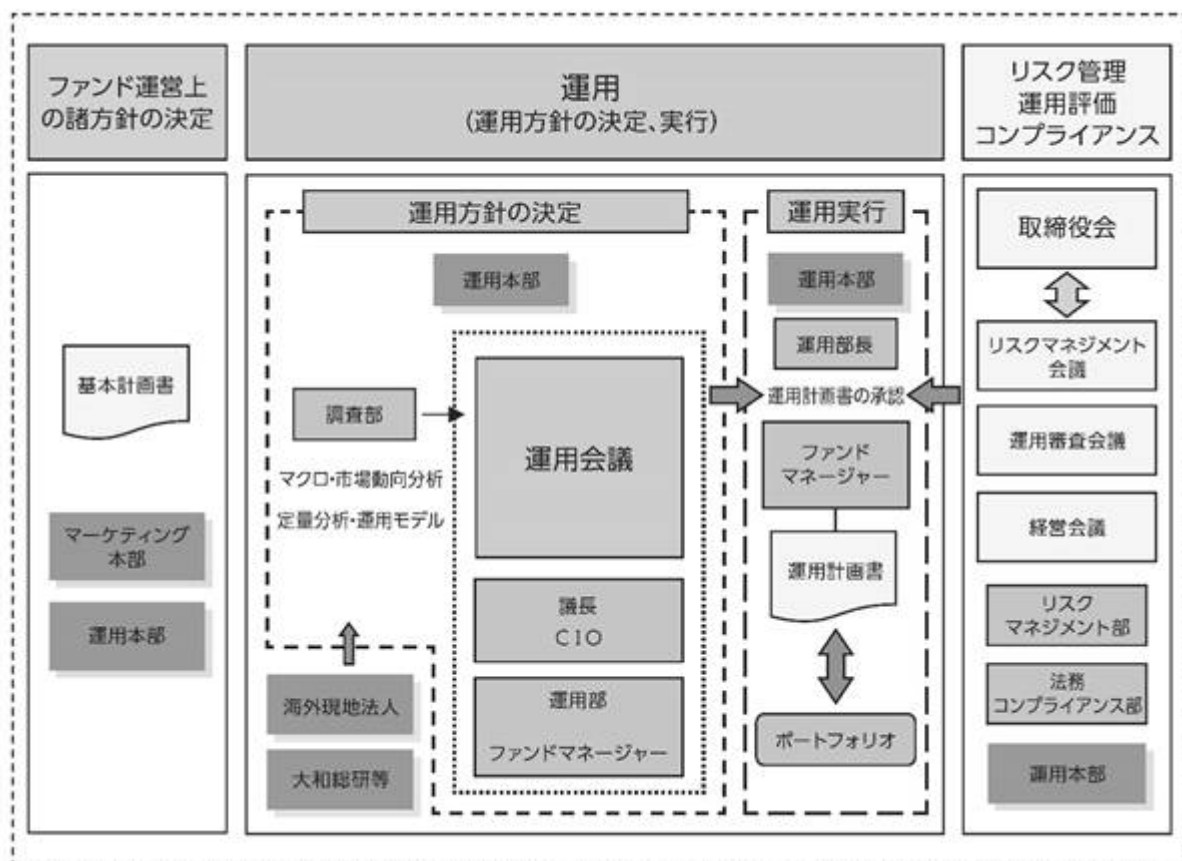 ファンド運営上
の諸方針の決定
運用
(運用方針の決定、実行)
リスク管理
運用評価
コンプライアンス
基本計画書
マーケティング
本部
運用本部
運用方針の決定
運用本部
調査部
マクロ・市場動向分析
定量分析・運用モデル
運用会議
議長
CIO
運用部
ファンドマネージャー
海外現地法人
大和総研等
運用実行
運用本部
運用部長
運用計画書の承認
ファンド
マネージャー
運用計画書
ポートフォリオ
取締役会
リスクマネジメント
会議
運用審査会議
経営会議
リスク
マネジメント部
法務
コンプライアンス部
運用本部